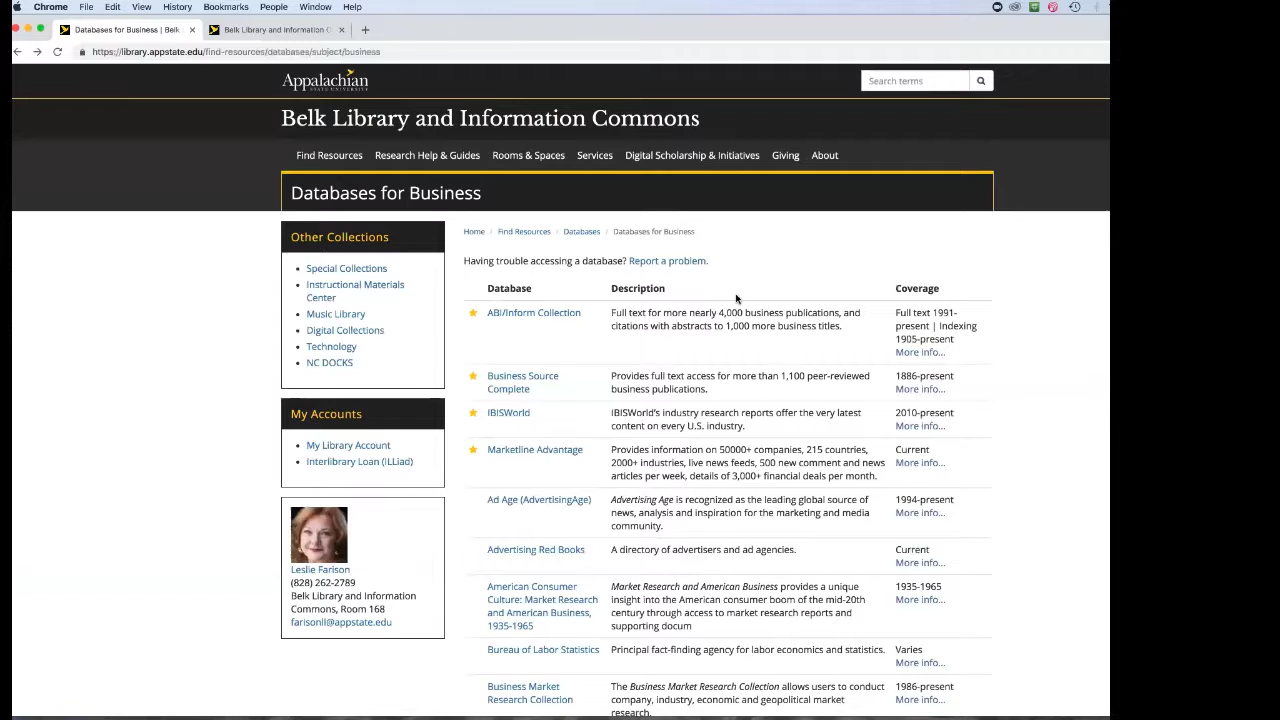 Chrome File Edit View History Bookmarks People Window Help
Databases for Business | Belk Belk Library and Information C
https://library.appstate.edu/find-resources/databases/subject/business
Appalachian
STATE UNIVERSITY
Search terms
Belk Library and Information Commons
Find Resources Research Help & Guides Rooms & Spaces Services Digital Scholarship & Initiatives Giving About
Databases for Business
Other Collections
Special Collections
Instructional Materials
Center
Music Library
Digital Collections
Technology
NC DOCKS
My Accounts
My Library Account
Interlibrary Loan (ILLiad)
Leslie Farison
(828) 262-2789
Belk Library and Information
Commons, Room 168
farisonll@appstate.edu
Home / Find Resources / Databases / Databases for Business
Having trouble accessing a database? Report a problem.
Database Description Coverage
ABI/Inform Collection Full text for more nearly 4,000 business publications, and Full text 1991-
citations with abstracts to 1,000 more business titles. present | Indexing
1905-present
More info...
Business Source Provides full text access for more than 1,100 peer-reviewed 1886-present
Complete business publications. More info...
IBISWorld IBISWorld's industry research reports offer the very latest 2010-present
content on every U.S. industry. More info...
Marketline Advantage Provides information on 50000+ companies, 215 countries, Current
2000+ industries, live news feeds, 500 new comment and news More info...
articles per week, details of 3,000+ financial deals per month.
Ad Age (AdvertisingAge) Advertising Age is recognized as the leading global source of 1994-present
news, analysis and inspiration for the marketing and media More info...
community.
Advertising Red Books A directory of advertisers and ad agencies. Current
More info...
American Consumer Market Research and American Business provides a unique 1935-1965
Culture: Market Research insight into the American consumer boom of the mid-20th More info...
and American Business, century through access to market research reports and
1935-1965 supporting docum
Bureau of Labor Statistics Principal fact-finding agency for labor economics and statistics. Varies
More info...
Business Market The Business Market Research Collection allows users to conduct 1986-present
Research Collection company, industry, economic and geopolitical market More info...
research.